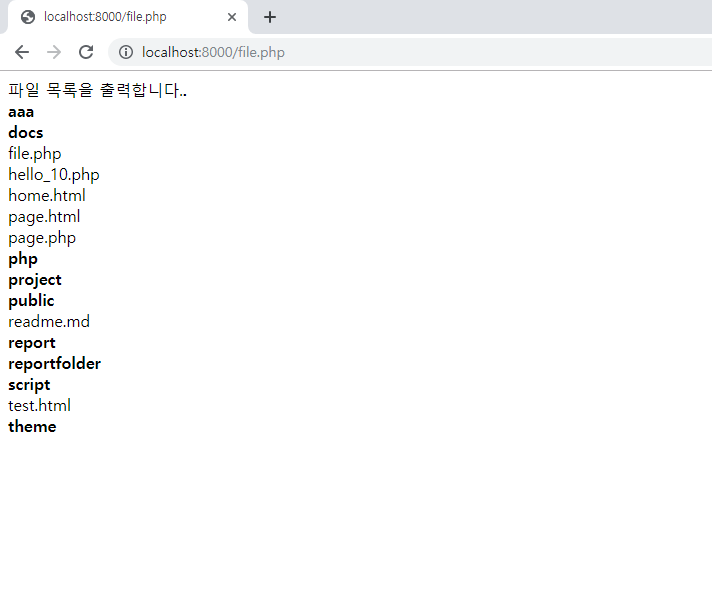 localhost:8000/file.php
localhost:8000/file.php
파일 목록을 출력합니다..
aaa
docs
file.php
hello_10.php
home.html
page.html
page.php
php
project
public
readme.md
report
reportfolder
script
test.html
theme